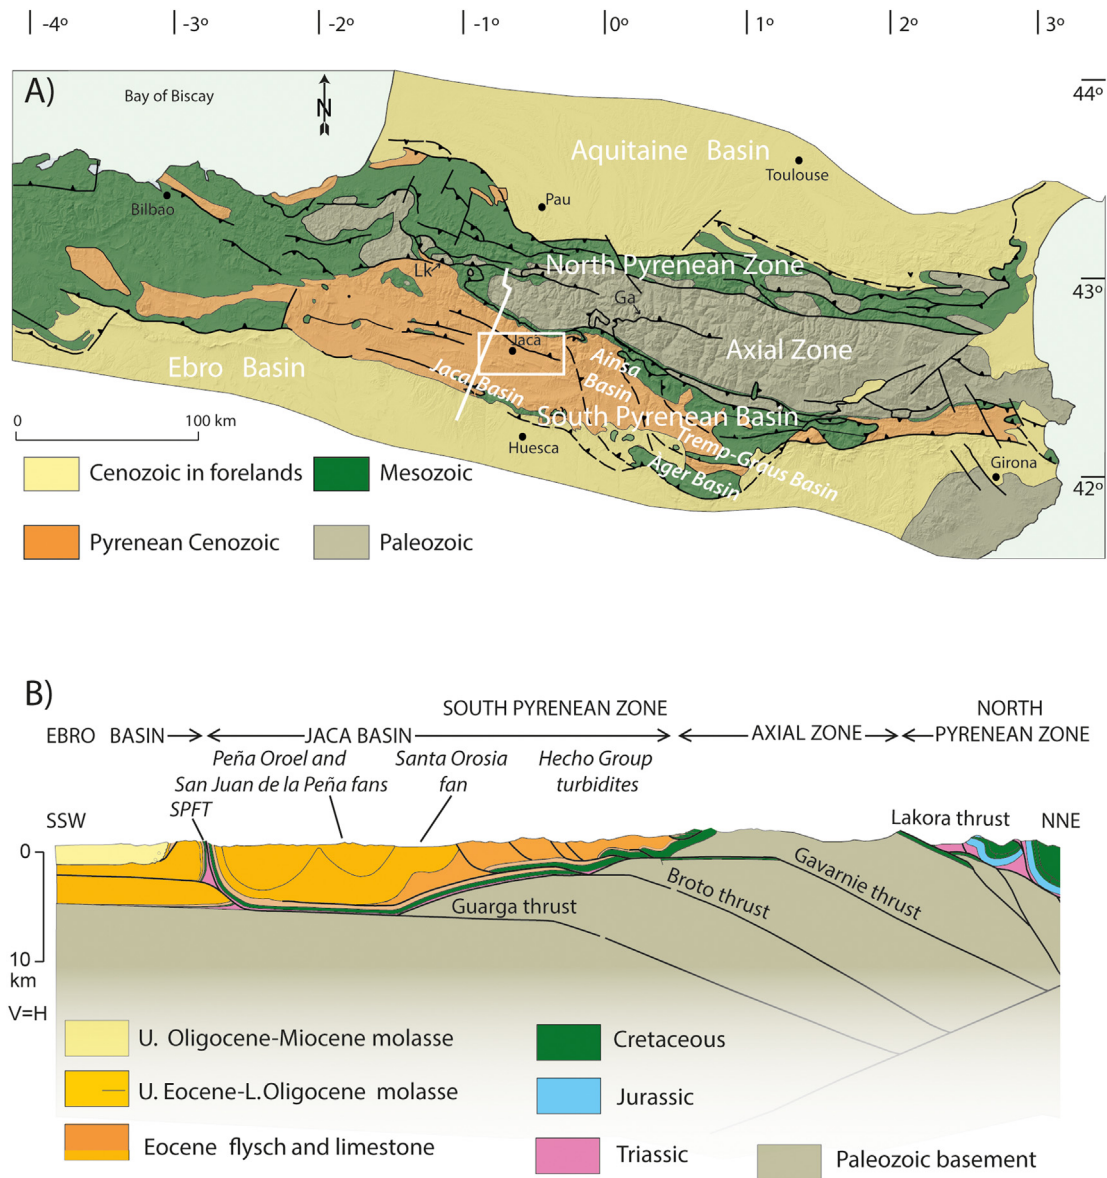 -4º -3º -2º -1º 0º 1º 2º 3º
A)
N
44º
Bay of Biscay
Aquitaine Basin
Toulouse
Bilbao
Pau
North Pyrenean Zone
43º
Lk
Ga
Jaca
Axial Zone
Ainsa
Basin
Ebro Basin
Jaca Basin
South Pyrenean Basin
Tremp-Graus Basin
0 100 km
Huesca
Ager Basin
Girona
42º
Cenozoic in forelands
Mesozoic
Pyrenean Cenozoic
Paleozoic
B)
SOUTH PYRENEAN ZONE
NORTH
EBRO BASIN
JACA BASIN
AXIAL ZONE
PYRENEAN ZONE
Peña Oroel and
San Juan de la Peña fans
Santa Orosia
fan
Hecho Group
turbidites
SPFT
SSW
Lakora thrust
NNE
0
Gavarnie thrust
Broto thrust
Guarga thrust
10
km
V=H
U. Oligocene-Miocene molasse
U. Eocene-L.Oligocene molasse
Eocene flysch and limestone
Cretaceous
Jurassic
Triassic
Paleozoic basement